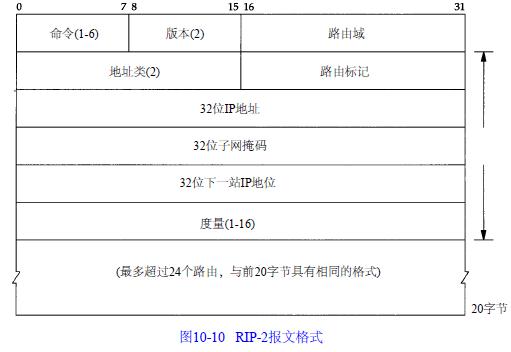 0 7 8 15 16 31
命令(1-6) 版本(2) 路由域
地址类(2) 路由标记
32位IP地址
32位子网掩码
32位下一站IP地位
度量(1-16)
(最多超过24个路由，与前20字节具有相同的格式)
20字节
图10-10 RIP-2报文格式